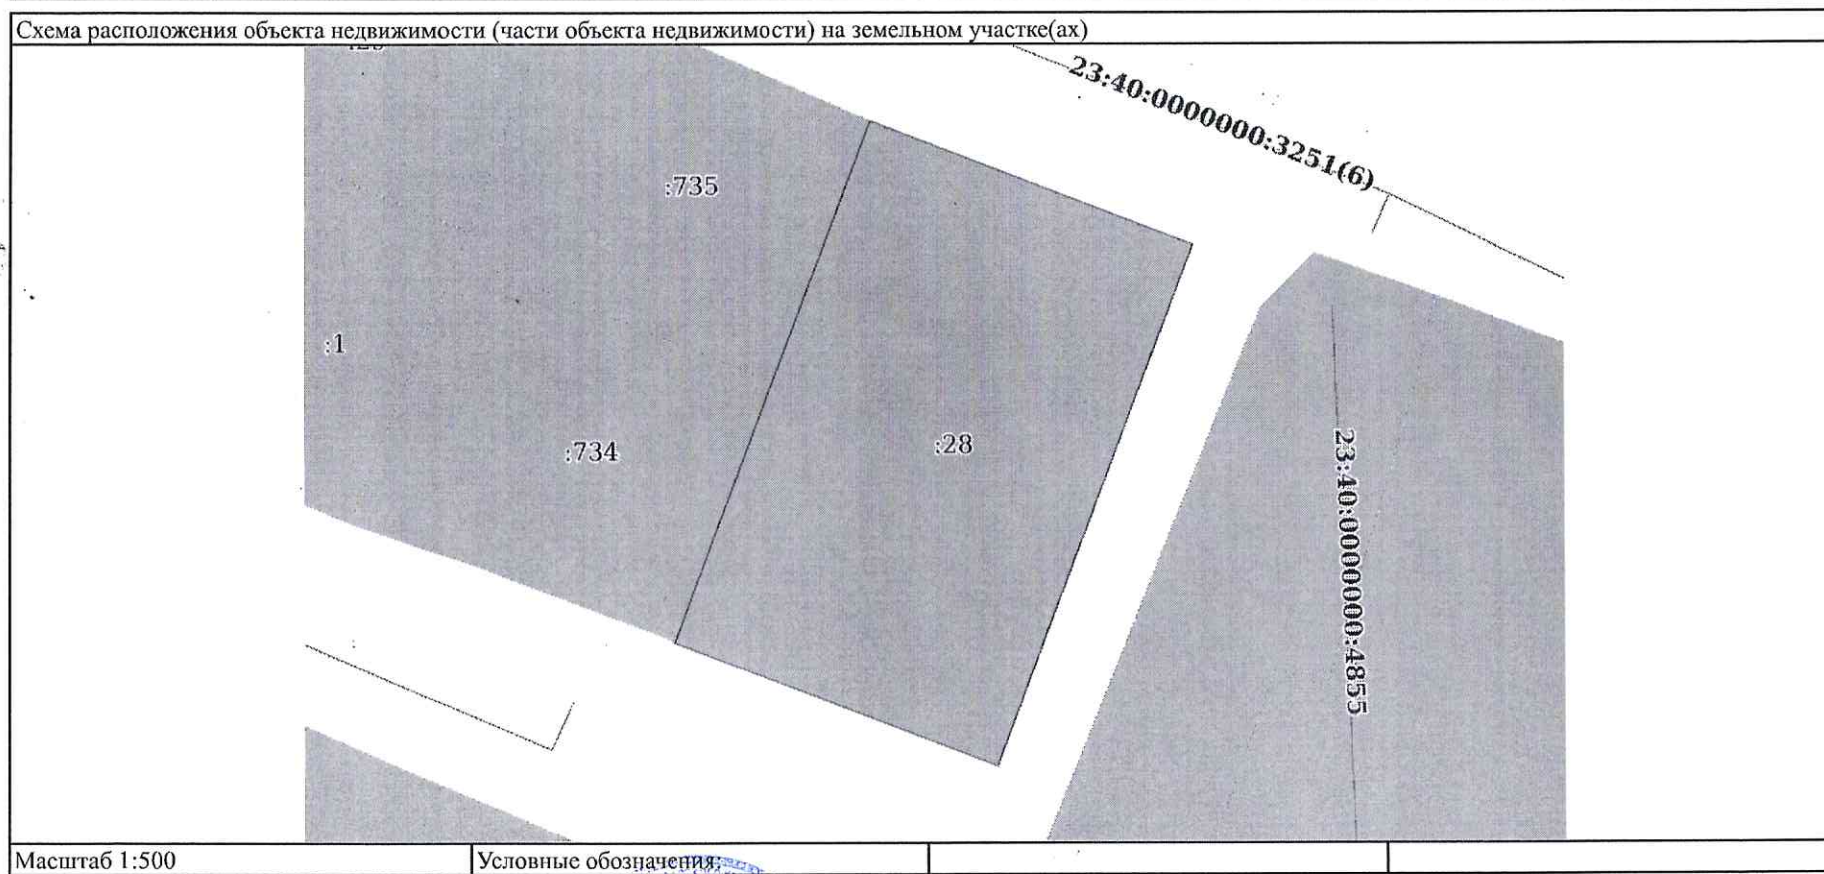 Схема расположения объекта недвижимости (части объекта недвижимости) на земельном участке(ах)
23:40:0000000:3251(6)
:735
:1
:734
:28
23:40:0000000:4855
Масштаб 1:500
Условные обозначения: